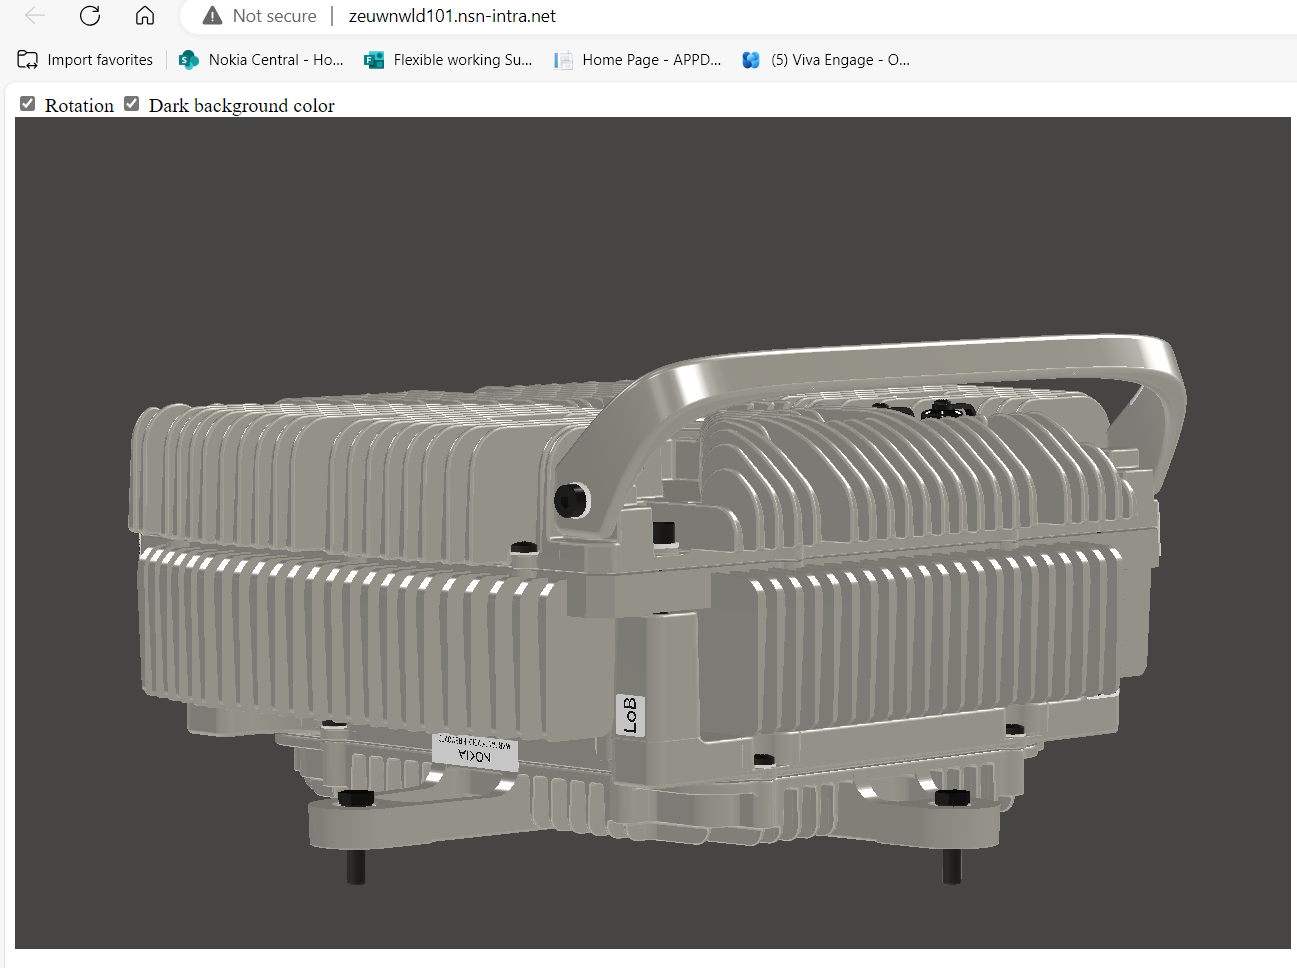 Not secure
zeuwnwld101.nsn-intra.net
Import favorites
Nokia Central - Ho...
Flexible working Su...
Home Page - APPD...
(5) Viva Engage - O...
Rotation
Dark background color
LoB
NOKIA